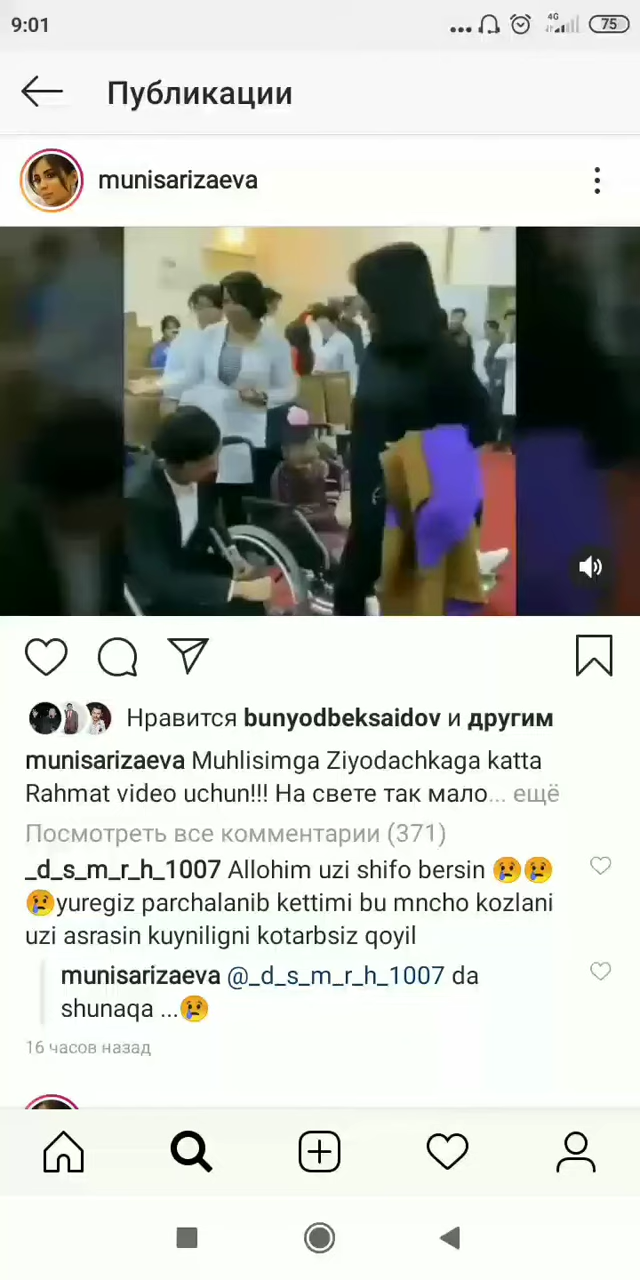 9:01
4G
75
Публикации
munisarizaeva
Нравится bunyodbeksaidov и другим
munisarizaeva Muhlisimga Ziyodachkaga katta
Rahmat video uchun!!! На свете так мало... ещё
Посмотреть все комментарии (371)
_d_s_m_r_h_1007 Allohim uzi shifo bersin 😢😢
😢yuregiz parchalanib kettimi bu mncho kozlani
uzi asrasin kuyniligni kotarbsiz qoyil
munisarizaeva @_d_s_m_r_h_1007 da
shunaqa ...😢
16 часов назад